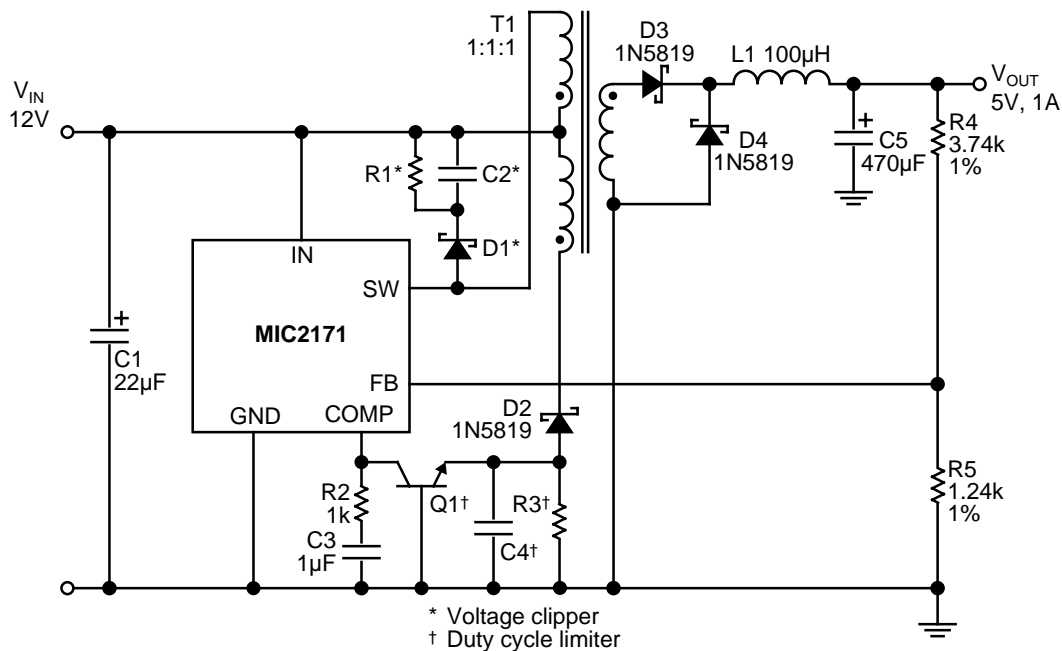 T1
1:1:1
D3
1N5819
L1 100µH
VOUT
5V, 1A
VIN
12V
R4
3.74k
1%
D4
1N5819
C5
470µF
R1*
C2*
D1*
IN
SW
MIC2171
C1
22µF
FB
GND
COMP
D2
1N5819
R2
1k
Q1†
R3†
C4†
R5
1.24k
1%
C3
1µF
* Voltage clipper
† Duty cycle limiter